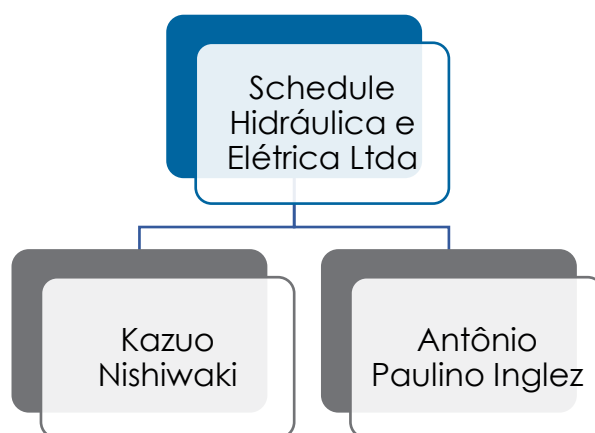 Schedule
Hidráulica e
Elétrica Ltda
Kazuo
Nishiwaki
Antônio
Paulino Inglez